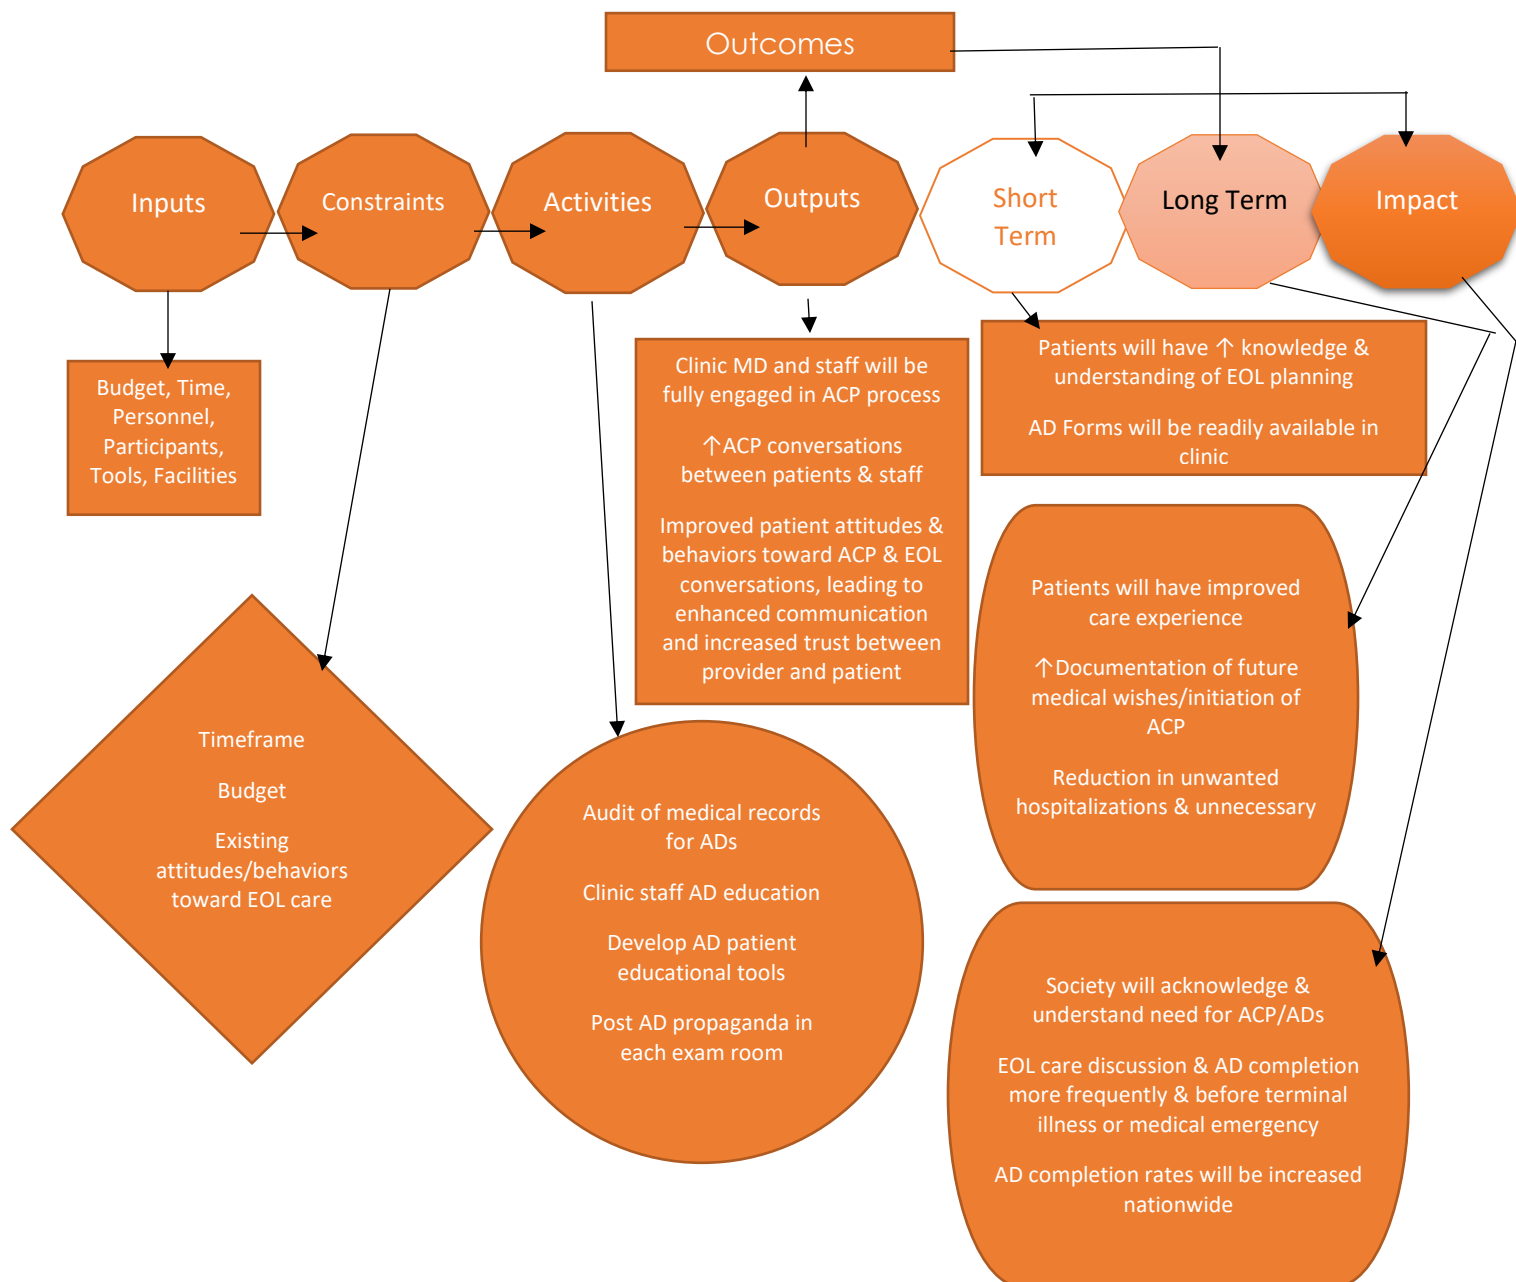 Outcomes
Inputs
Constraints
Activities
Outputs
Short
Term
Long Term
Impact
Budget, Time,
Personnel,
Participants,
Tools, Facilities
Timeframe
Budget
Existing
attitudes/behaviors
toward EOL care
Audit of medical records
for ADs
Clinic staff AD education
Develop AD patient
educational tools
Post AD propaganda in
each exam room
Clinic MD and staff will be
fully engaged in ACP process
↑ACP conversations
between patients & staff
Improved patient attitudes &
behaviors toward ACP & EOL
conversations, leading to
enhanced communication
and increased trust between
provider and patient
Patients will have ↑ knowledge &
understanding of EOL planning
AD Forms will be readily available in
clinic
Patients will have improved
care experience
↑Documentation of future
medical wishes/initiation of
ACP
Reduction in unwanted
hospitalizations & unnecessary
Society will acknowledge &
understand need for ACP/ADs
EOL care discussion & AD completion
more frequently & before terminal
illness or medical emergency
AD completion rates will be increased
nationwide